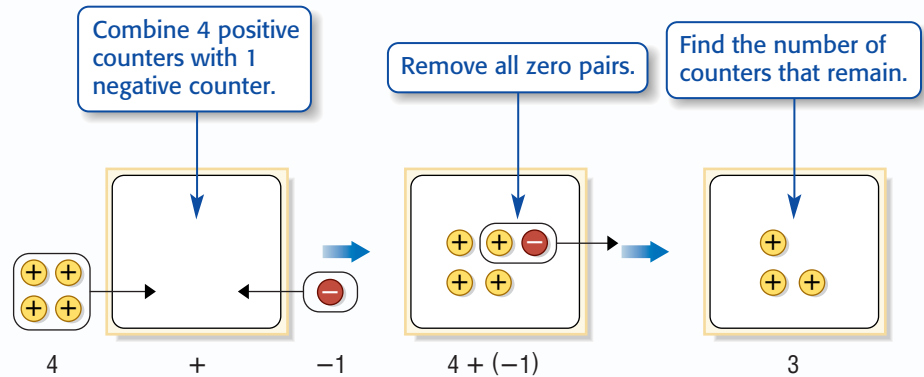 Combine 4 positive
counters with 1
negative counter.
Remove all zero pairs.
Find the number of
counters that remain.
+ +
+ +
−
+ + −
+ +
+
+ +
4 + −1 4 + (−1) 3